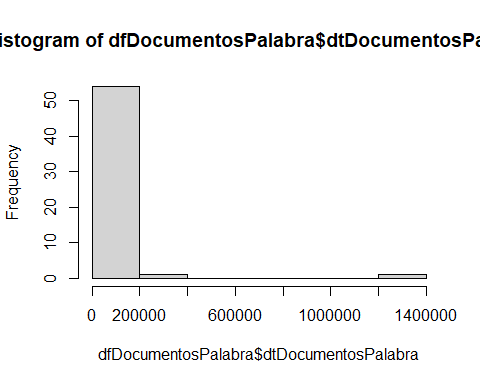 istogram of dfDocumentosPalabra$dtDocumentosPa
Frequency
50
40
30
20
10
0
0 200000 600000 1000000 1400000
dfDocumentosPalabra$dtDocumentosPalabra